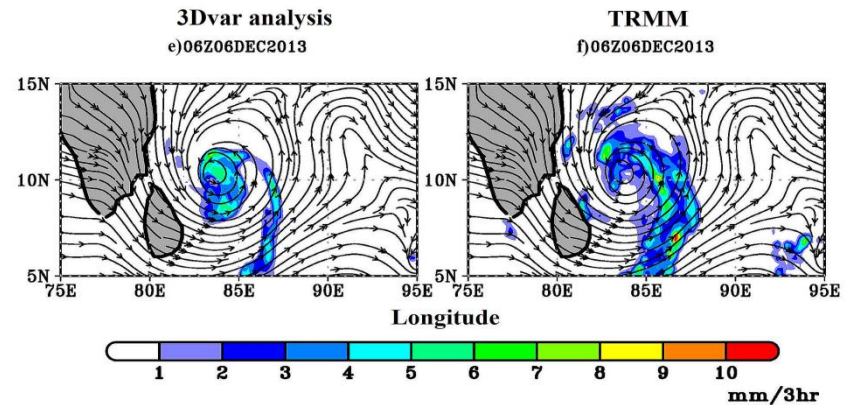 3Dvar analysis TRMM
e)06Z06DEC2013 f)06Z06DEC2013
15N 15N
10N 10N
5N 5N
75E 80E 85E 90E 95E 75E 80E 85E 90E 95E
Longitude
1 2 3 4 5 6 7 8 9 10
mm/3hr